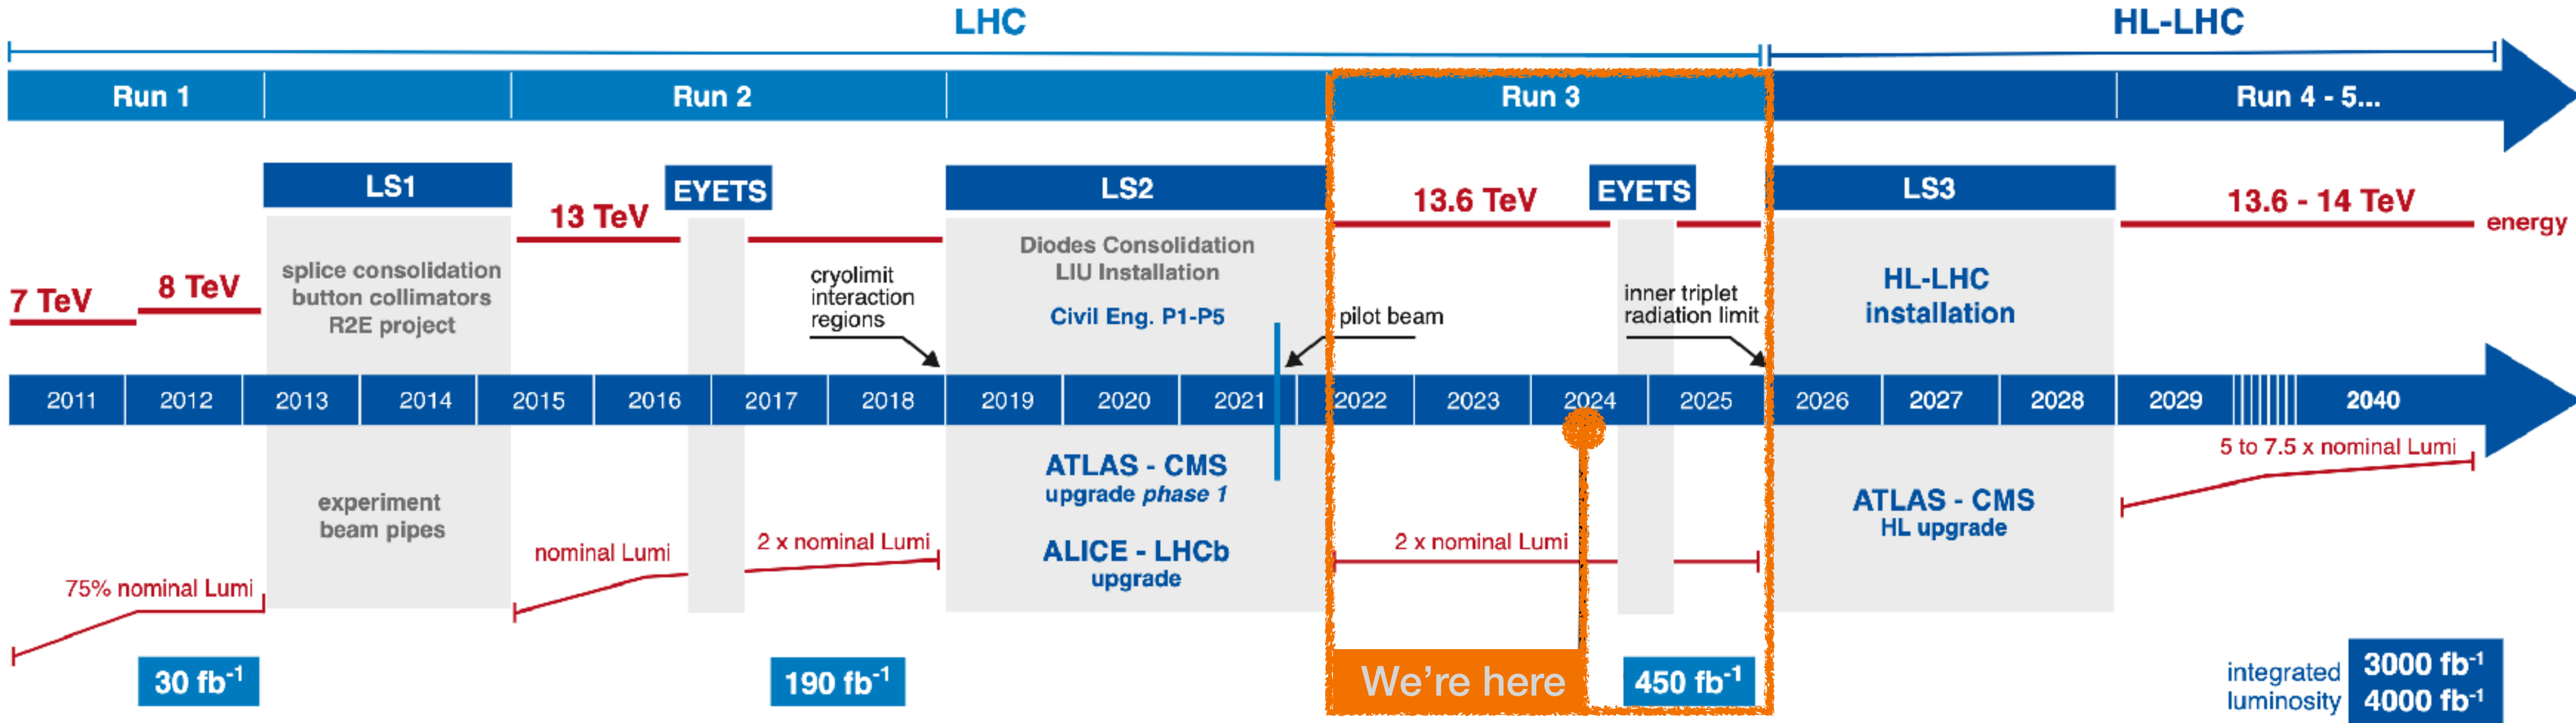 LHC
HL-LHC
Run 1
Run 2
Run 3
Run 4 - 5...
LS1
EYETS
LS2
EYETS
LS3
7 TeV
8 TeV
13 TeV
13.6 TeV
13.6 - 14 TeV
energy
splice consolidation
button collimators
R2E project
cryolimit
interaction
regions
Diodes Consolidation
LIU Installation
Civil Eng. P1-P5
pilot beam
inner triplet
radiation limit
HL-LHC
installation
2011
2012
2013
2014
2015
2016
2017
2018
2019
2020
2021
2022
2023
2024
2025
2026
2027
2028
2029
2040
75% nominal Lumi
experiment
beam pipes
nominal Lumi
2 x nominal Lumi
ATLAS - CMS
upgrade phase 1
ALICE - LHCb
upgrade
2 x nominal Lumi
ATLAS - CMS
HL upgrade
5 to 7.5 x nominal Lumi
30 fb⁻¹
190 fb⁻¹
We're here
450 fb⁻¹
integrated
luminosity
3000 fb⁻¹
4000 fb⁻¹